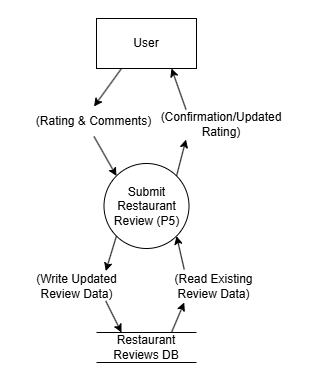 User
(Rating & Comments)
(Confirmation/Updated
Rating)
Submit
Restaurant
Review (P5)
(Write Updated
Review Data)
(Read Existing
Review Data)
Restaurant
Reviews DB